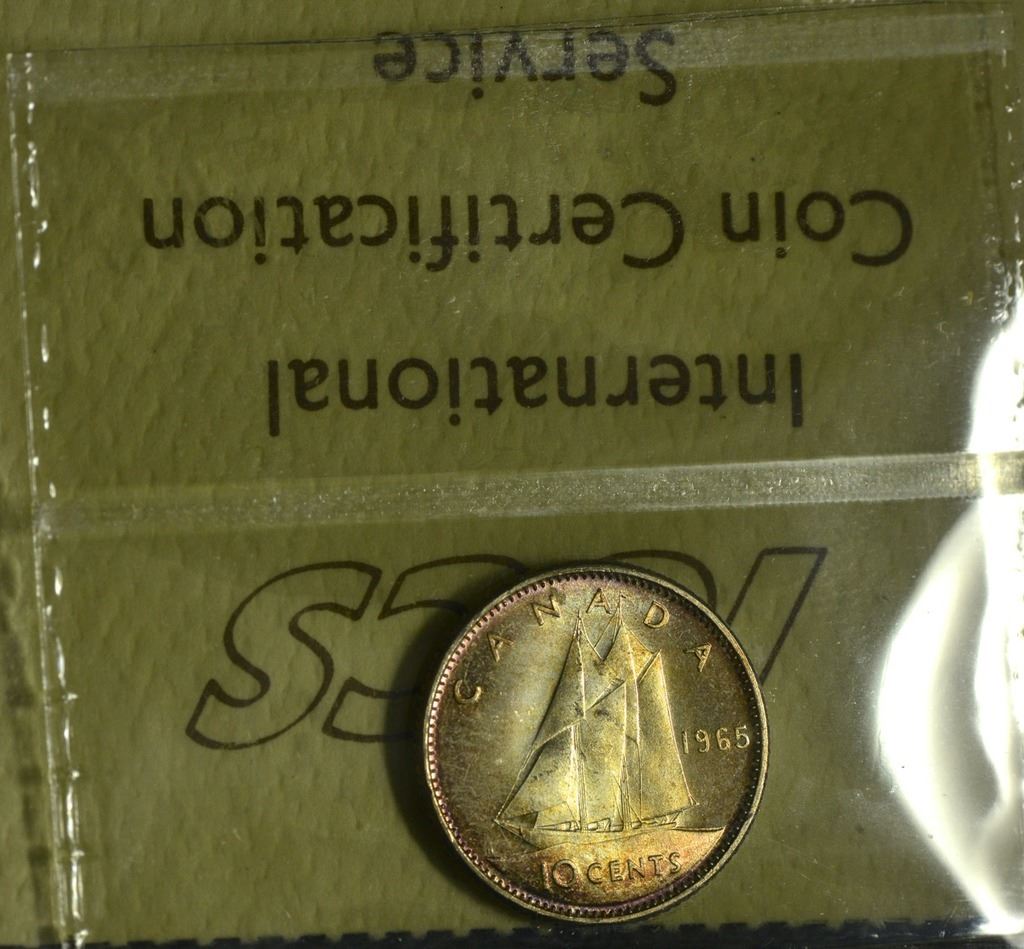 ICCS
International
Coin Certification
Service
CANADA
1965
10 CENTS